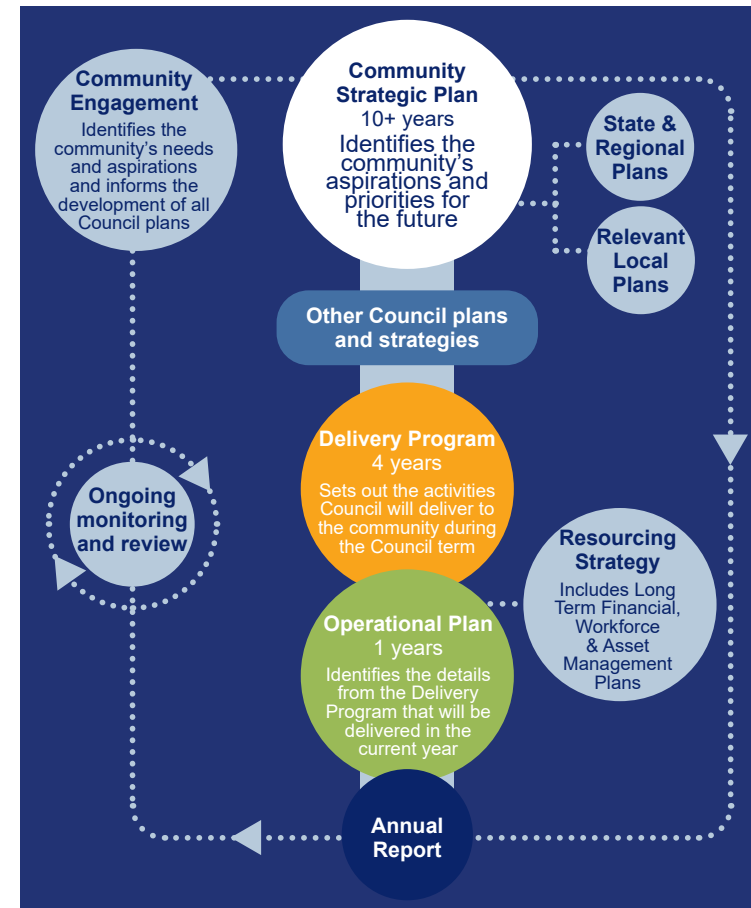 Community
Engagement
Identifies the
community's needs
and aspirations
and informs the
development of all
Council plans
Community
Strategic Plan
10+ years
Identifies the
community's
aspirations and
priorities for
the future
State &
Regional
Plans
Relevant
Local
Plans
Other Council plans
and strategies
Delivery Program
4 years
Sets out the activities
Council will deliver to
the community during
the Council term
Ongoing
monitoring
and review
Resourcing
Strategy
Includes Long
Term Financial,
Workforce
& Asset
Management
Plans
Operational Plan
1 years
Identifies the details
from the Delivery
Program that will be
delivered in the
current year
Annual
Report